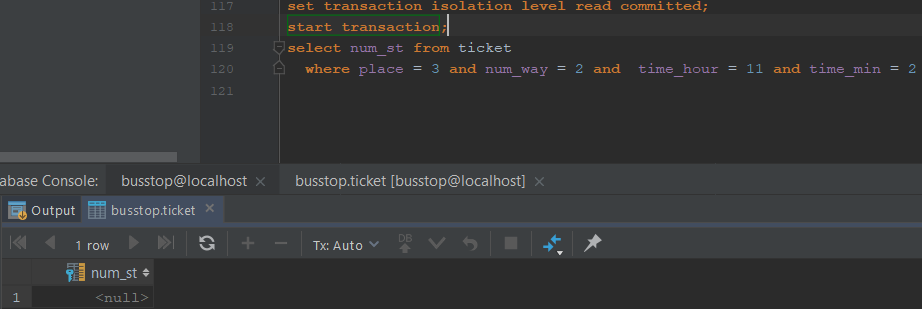 117 set transaction isolation level read committed;
118 start transaction;
119 select num_st from ticket
120 where place = 3 and num_way = 2 and time_hour = 11 and time_min = 2
121
abase Console: busstop@localhost busstop.ticket [busstop@localhost]
Output busstop.ticket
1 row Tx: Auto DB
num_st
1 <null>